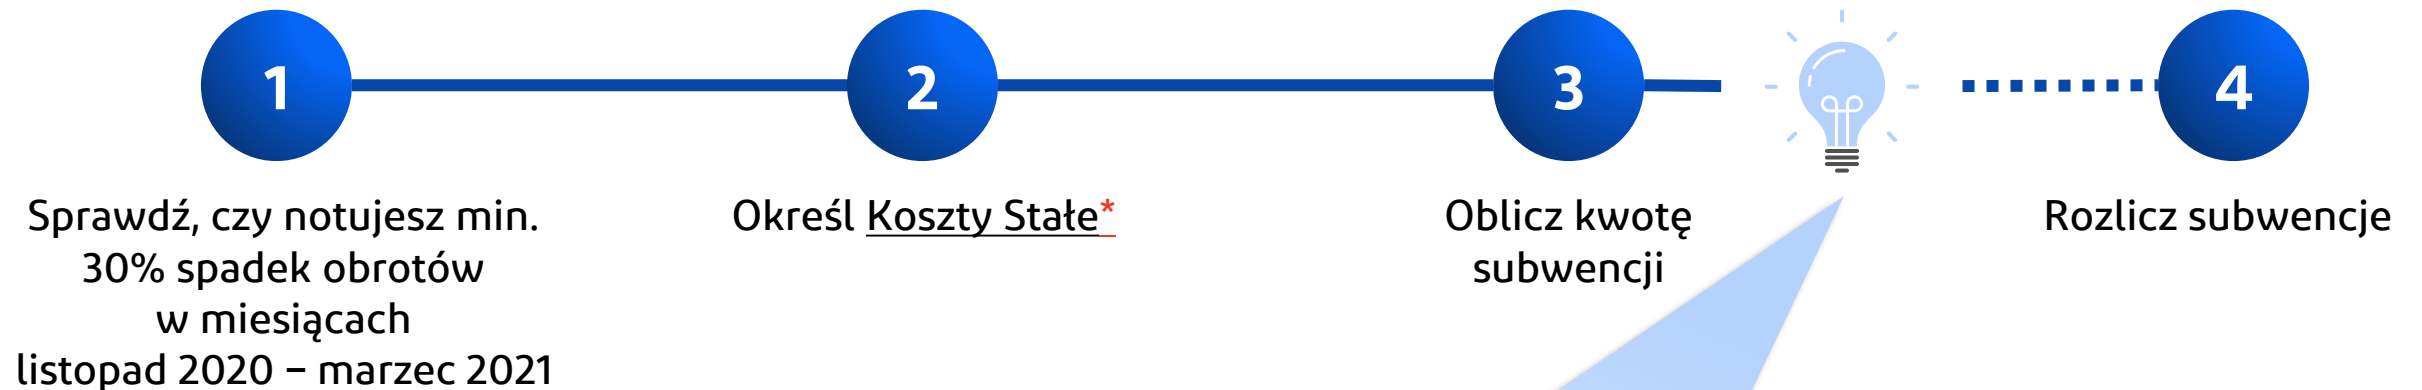 1
Sprawdź, czy notujesz min.
30% spadek obrotów
w miesiącach
listopad 2020 – marzec 2021
2
Określ Koszty Stałe*
3
Oblicz kwotę
subwencji
4
Rozlicz subwencje